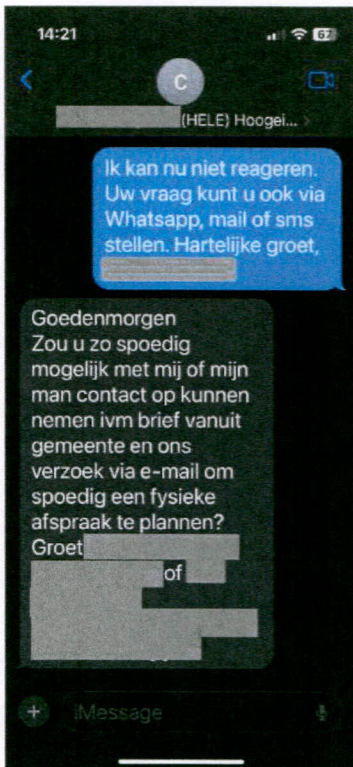 14:21
67
C
(HELE) Hoogei...
Ik kan nu niet reageren.
Uw vraag kunt u ook via
Whatsapp, mail of sms
stellen. Hartelijke groet,
Goedenmorgen
Zou u zo spoedig
mogelijk met mij of mijn
man contact op kunnen
nemen ivm brief vanuit
gemeente en ons
verzoek via e-mail om
spoedig een fysieke
afspraak te plannen?
Groet
of
iMessage